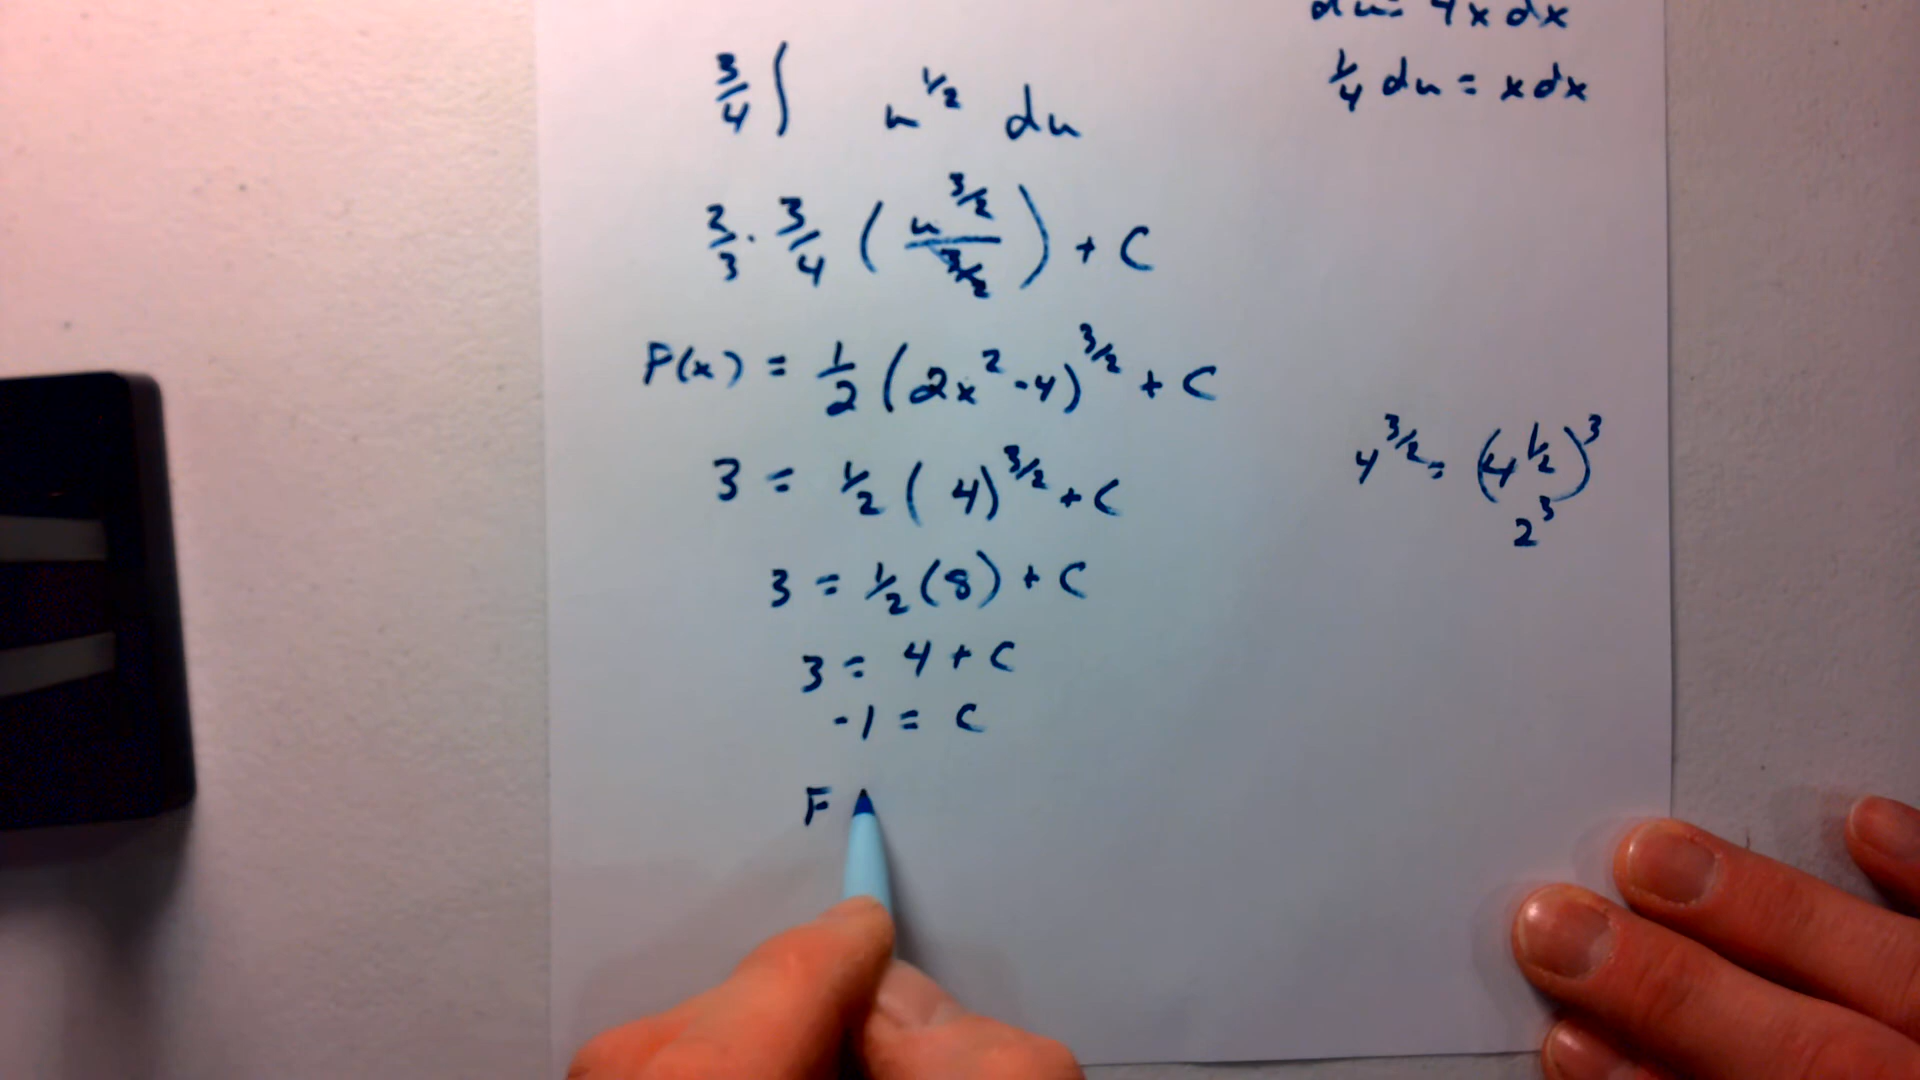 du = 4x dx
1/4 du = x dx
3/4 ∫ u^1/2 du
2/3 · 3/4 ( u^3/2 / 3/2 ) + C
F(x) = 1/2 (2x^2 - 4)^3/2 + C
3 = 1/2 ( 4)^3/2 + C
4^3/2 = (4^1/2)^3
2^3
3 = 1/2 (8) + C
3 = 4 + C
-1 = C
F